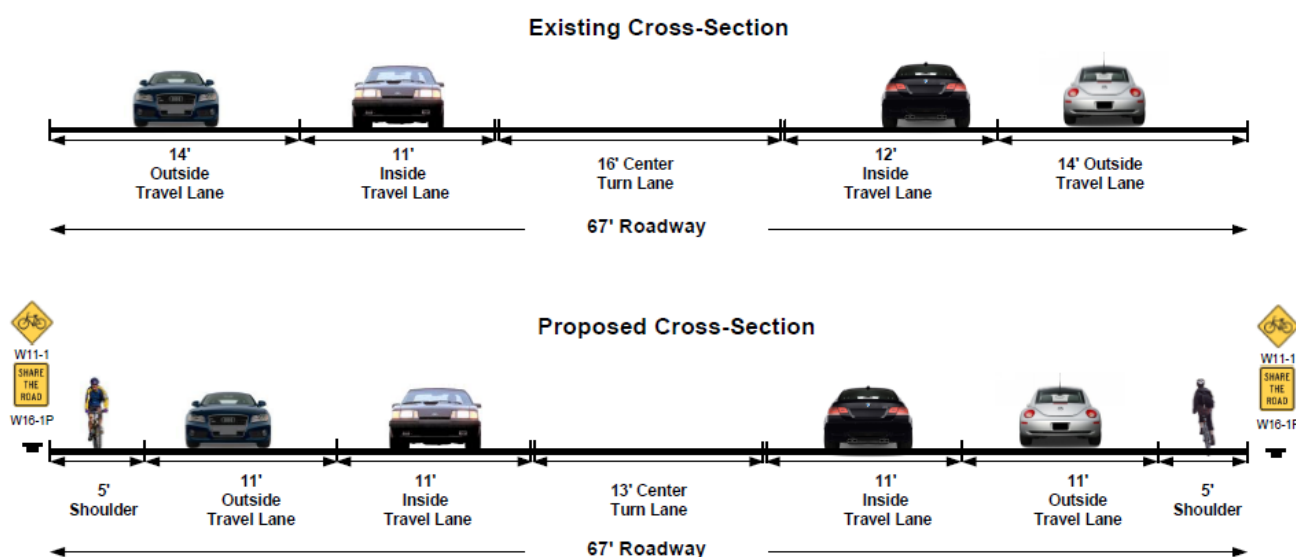 Existing Cross-Section
14'
Outside
Travel Lane
11'
Inside
Travel Lane
16' Center
Turn Lane
12'
Inside
Travel Lane
14' Outside
Travel Lane
67' Roadway
Proposed Cross-Section
W11-1
SHARE
THE
ROAD
W16-1P
W11-1
SHARE
THE
ROAD
W16-1P
5'
Shoulder
11'
Outside
Travel Lane
11'
Inside
Travel Lane
13' Center
Turn Lane
11'
Inside
Travel Lane
11'
Outside
Travel Lane
5'
Shoulder
67' Roadway